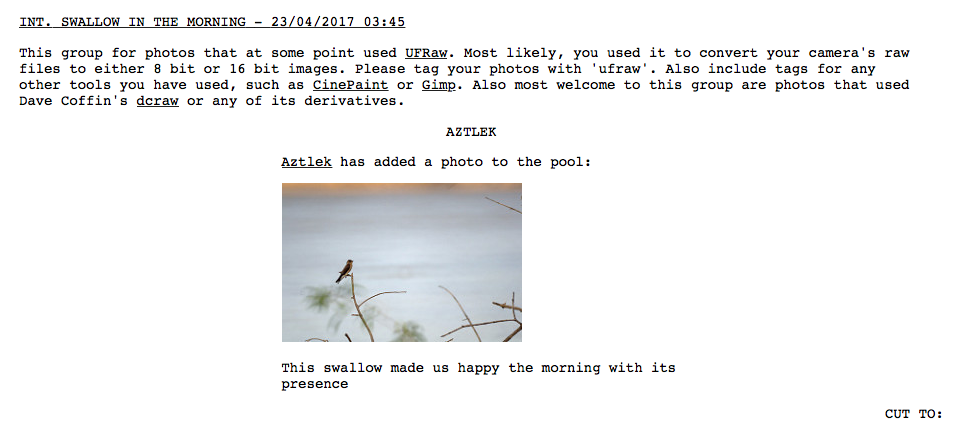 INT. SWALLOW IN THE MORNING - 23/04/2017 03:45
This group for photos that at some point used UFRaw. Most likely, you used it to convert your camera's raw
files to either 8 bit or 16 bit images. Please tag your photos with 'ufraw'. Also include tags for any
other tools you have used, such as CinePaint or Gimp. Also most welcome to this group are photos that used
Dave Coffin's dcraw or any of its derivatives.
AZTLEK
Aztlek has added a photo to the pool:
This swallow made us happy the morning with its
presence
CUT TO: